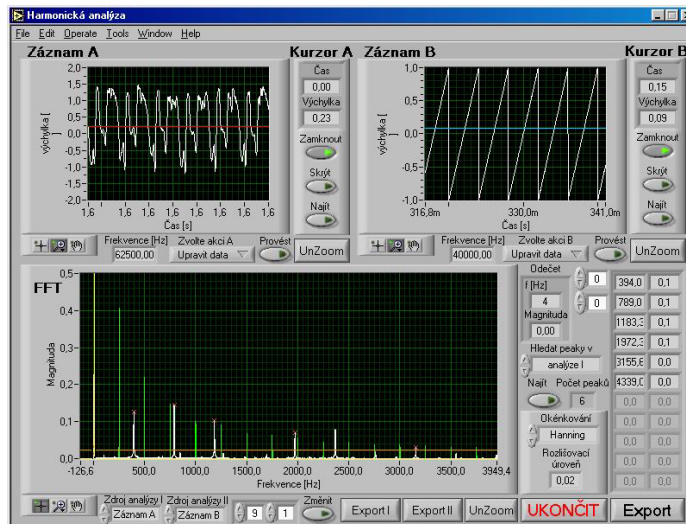 Harmonická analýza
File Edit Operate Tools Window Help
Záznam A
Kurzor A
Záznam B
Kurzor B
2,0
1,5
1,0
0,5
0,0
-0,5
-1,0
-1,5
-2,0
výchylka [ ]
1,6 1,6 1,6 1,6 1,6 1,6 1,6
Čas [s]
Čas
0,00
Výchylka
0,23
Zamknout
Skrýt
Najít
1,0
0,5
0,0
-0,5
-1,0
výchylka [ ]
316,8m 330,0m 341,0m
Čas [s]
Čas
0,15
Výchylka
0,09
Zamknout
Skrýt
Najít
Frekvence [Hz] Zvolte akci A Provést
62500,00 Upravit data UnZoom
Frekvence [Hz] Zvolte akci B Provést
40000,00 Upravit data UnZoom
FFT
0,5
0,4
0,3
0,2
0,1
0,0
Magnituda
-126,6 500,0 1000,0 1500,0 2000,0 2500,0 3000,0 3949,4
Frekvence [Hz]
Odečet
f [Hz]
4
Magnituda
0,00
0
0
Hledat peaky v
analýze I
Najít Počet peaků
6
Okénkování
Hanning
Rozlišovací
úroveň
0,02
394,0 0,1
789,0 0,1
1183,3 0,1
1972,3 0,1
3155,6 0,1
4339,0 0,1
0,0 0,0
0,0 0,0
0,0 0,0
0,0 0,0
0,0 0,0
0,0 0,0
Zdroj analýzy I Zdroj analýzy II Změnit
Záznam A Záznam B 9 1 Export I Export II UnZoom UKONČIT Export